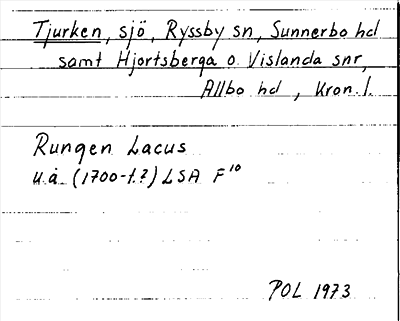 Tjurken, sjö, Ryssby sn, Sunnerbo hd
samt Hjortsberga o. Vislanda snr,
Allbo hd, Kron. l.
Rungen Lacus
u.å. (1700-t.?) LSA F 10
POL 1973